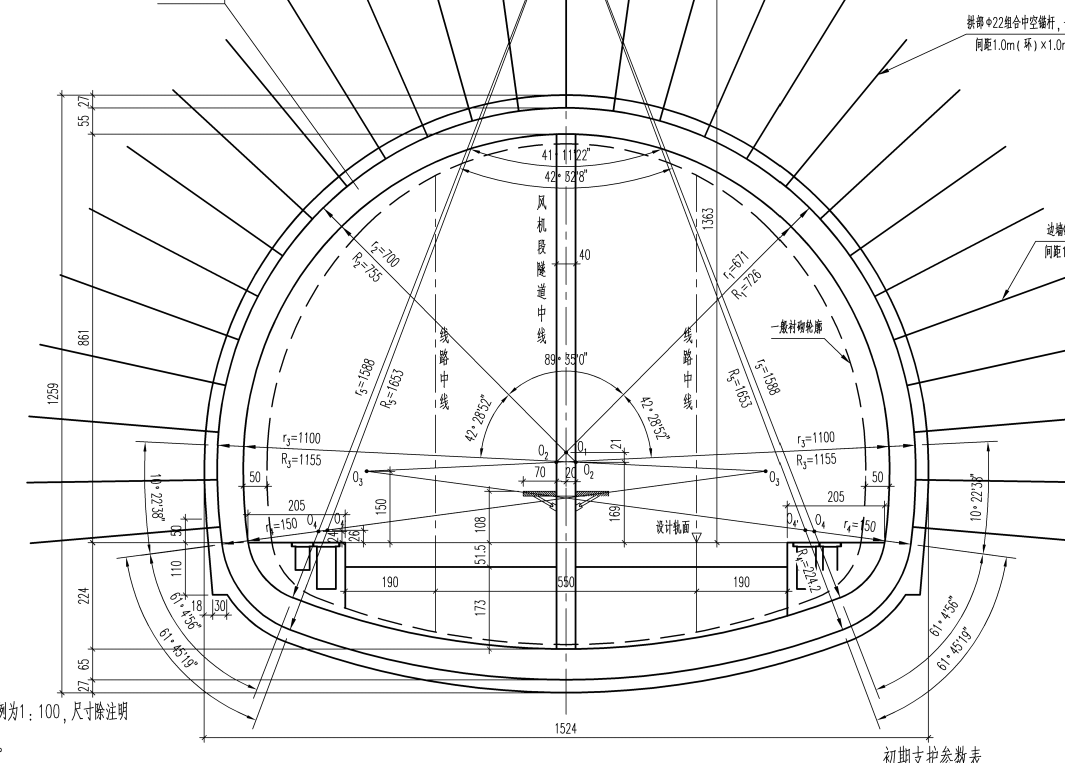 拱部Φ22组合中空锚杆,
间距1.0m(环)×1.0m
27
55
41°11'22"
42°32'8"
风机段隧道中线
1363
边墙
r₂=700
R₂=755
40
r₁=671
R₁=726
861
1259
线路中线
线路中线
一般衬砌轮廓
89°35'0"
r₅=1588
R₅=1653
r₅=1588
R₅=1653
42°28'52"
42°28'52"
r₃=1100
R₃=1155
O₂
O₁
21
r₃=1100
R₃=1155
50
70
20
O₂
50
O₃
O₃
10°22'38"
205
150
205
10°22'38"
50
O₄
O₄
24
26
108
169
设计轨面
O₄'
O₄
r₄=150
51.5
R₄=224.2
110
190
550
190
224
18
30
173
61°4'56"
61°45'19"
61°4'56"
61°45'19"
65
27
例为1:100,尺寸除注明
。
1524
初期支护参数表